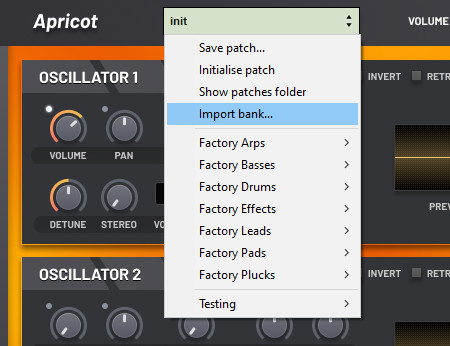 Apricot
init
VOLUME
Save patch...
Initialise patch
Show patches folder
Import bank...
Factory Arps
Factory Basses
Factory Drums
Factory Effects
Factory Leads
Factory Pads
Factory Plucks
Testing
OSCILLATOR 1
INVERT
RETR
VOLUME
PAN
DETUNE
STEREO
VO
PREV
OSCILLATOR 2
INVERT
RETR